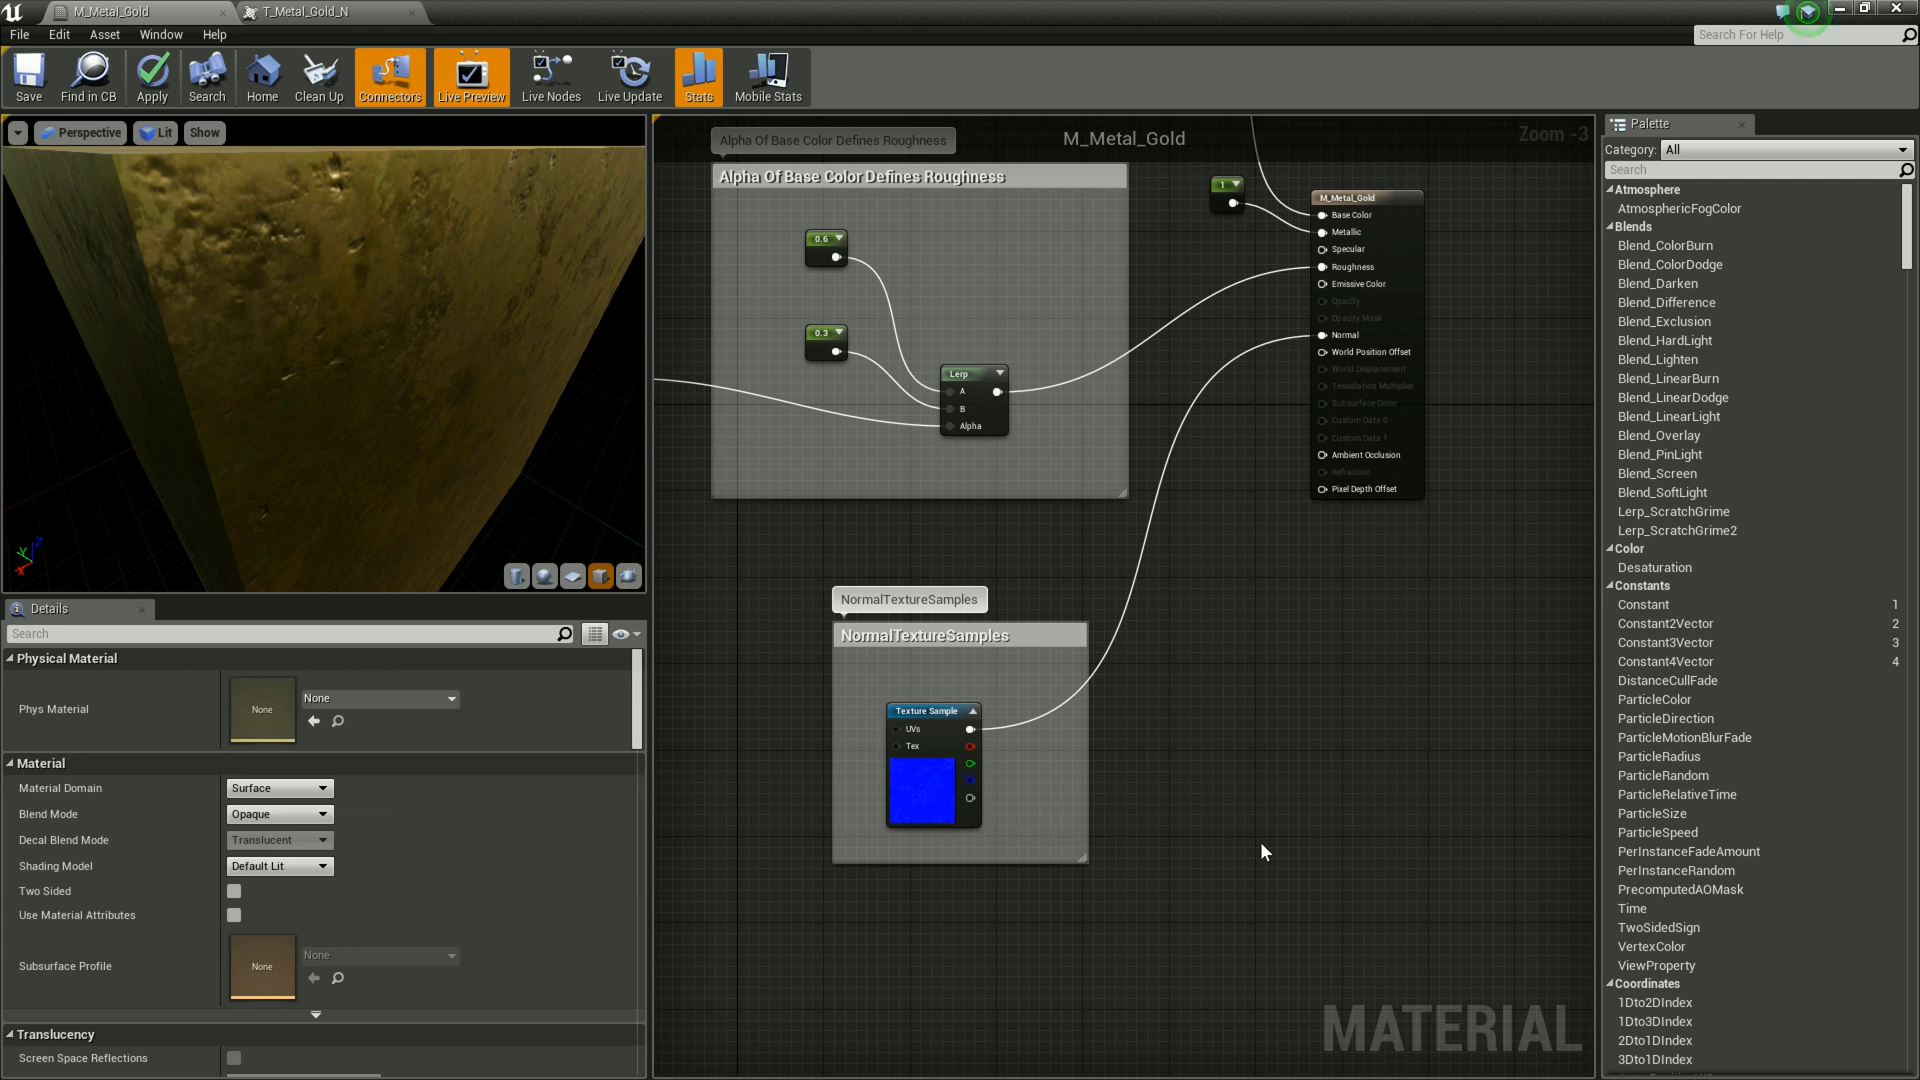 M_Metal_Gold
T_Metal_Gold_N
File Edit Asset Window Help
Search For Help
Save Find in CB Apply Search Home Clean Up Connectors Live Preview Live Nodes Live Update Stats Mobile Stats
Perspective Lit Show
Z
Y
X
Details
Search
Physical Material
Phys Material
None
None
Material
Material Domain Surface
Blend Mode Opaque
Decal Blend Mode Translucent
Shading Model Default Lit
Two Sided
Use Material Attributes
Subsurface Profile
None
None
Translucency
Screen Space Reflections
Alpha Of Base Color Defines Roughness
M_Metal_Gold
Zoom -3
Alpha Of Base Color Defines Roughness
0.6
0.3
Lerp
A
B
Alpha
1
M_Metal_Gold
Base Color
Metallic
Specular
Roughness
Emissive Color
Opacity
Opacity Mask
Normal
World Position Offset
World Displacement
Tessellation Multiplier
Subsurface Color
Custom Data 0
Custom Data 1
Ambient Occlusion
Refraction
Pixel Depth Offset
NormalTextureSamples
NormalTextureSamples
Texture Sample
UVs
Tex
MATERIAL
Palette
Category: All
Search
Atmosphere
AtmosphericFogColor
Blends
Blend_ColorBurn
Blend_ColorDodge
Blend_Darken
Blend_Difference
Blend_Exclusion
Blend_HardLight
Blend_Lighten
Blend_LinearBurn
Blend_LinearDodge
Blend_LinearLight
Blend_Overlay
Blend_PinLight
Blend_Screen
Blend_SoftLight
Lerp_ScratchGrime
Lerp_ScratchGrime2
Color
Desaturation
Constants
Constant 1
Constant2Vector 2
Constant3Vector 3
Constant4Vector 4
DistanceCullFade
ParticleColor
ParticleDirection
ParticleMotionBlurFade
ParticleRadius
ParticleRandom
ParticleRelativeTime
ParticleSize
ParticleSpeed
PerInstanceFadeAmount
PerInstanceRandom
PrecomputedAOMask
Time
TwoSidedSign
VertexColor
ViewProperty
Coordinates
1Dto2DIndex
1Dto3DIndex
2Dto1DIndex
3Dto1DIndex